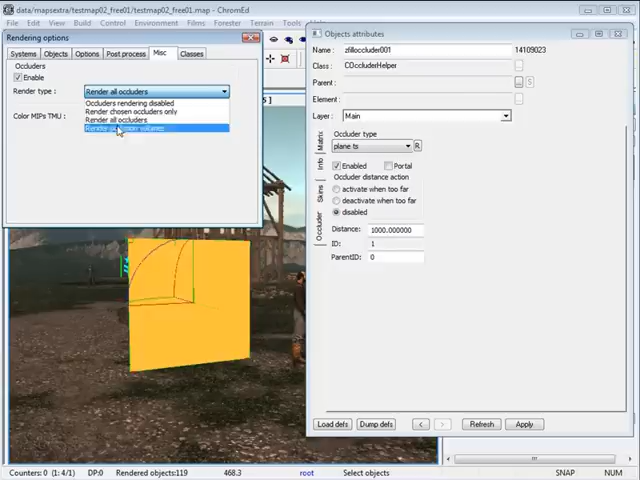 data/mapsextra/testmap02_free01/testmap02_free01.map - ChromEd
File Edit View Install Control Environment Forester Terrain Tools
Rendering options
Systems Objects Options Post process Misc Classes
Occluders
Enable
Render type : Render all occluders
Occluders rendering disabled
Render chosen occluders only
Render all occluders
Color MIPs TMU :
Objects attributes
Name : 14109023
Class : COccluderHelper
Parent : ... S
Element : ...
Layer : Main
Matrix
Info
Skins
Occluder
Occluder type
plane ts R
Enabled Portal
Occluder distance action
activate when too far
deactivate when too far
disabled
Distance: 1000.000000
ID: 1
ParentID: 0
Load defs Dump defs < > Refresh Apply
Counters: 0 (1: 4/1) DP:0 Rendered objects:119 468.3 root Select objects SNAP NUM